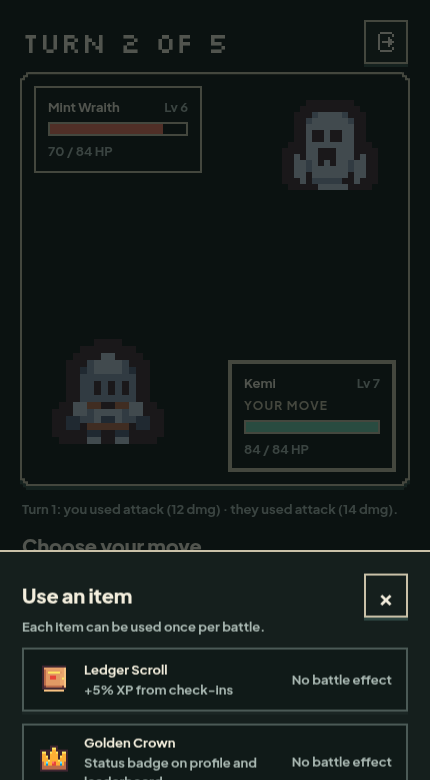 TURN 2 OF 5
Mint Wraith Lv 6
70 / 84 HP
Kemi Lv 7
YOUR MOVE
84 / 84 HP
Turn 1: you used attack (12 dmg) · they used attack (14 dmg).
Choose your move
Use an item
×
Each item can be used once per battle.
Ledger Scroll
+5% XP from check-ins
No battle effect
Golden Crown
Status badge on profile and
leaderboard
No battle effect